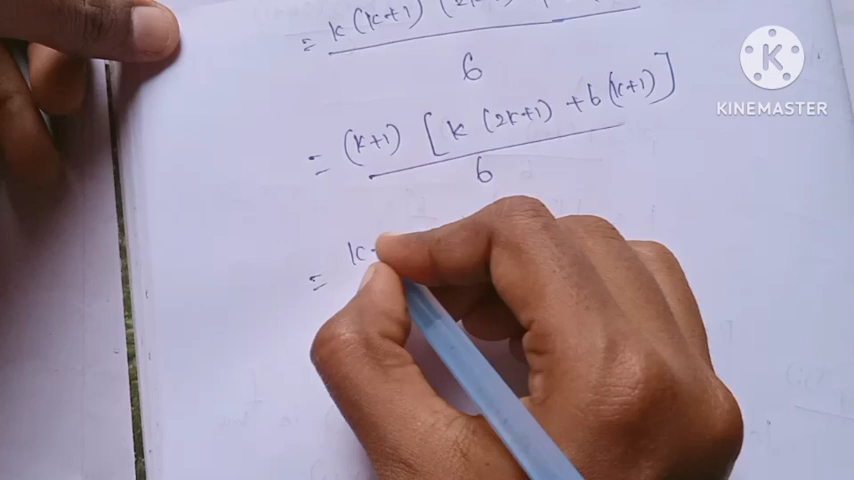 = k(k+1)
6
= (k+1) [k (2k+1) + 6 (k+1)]
6
= k
K
KINEMASTER